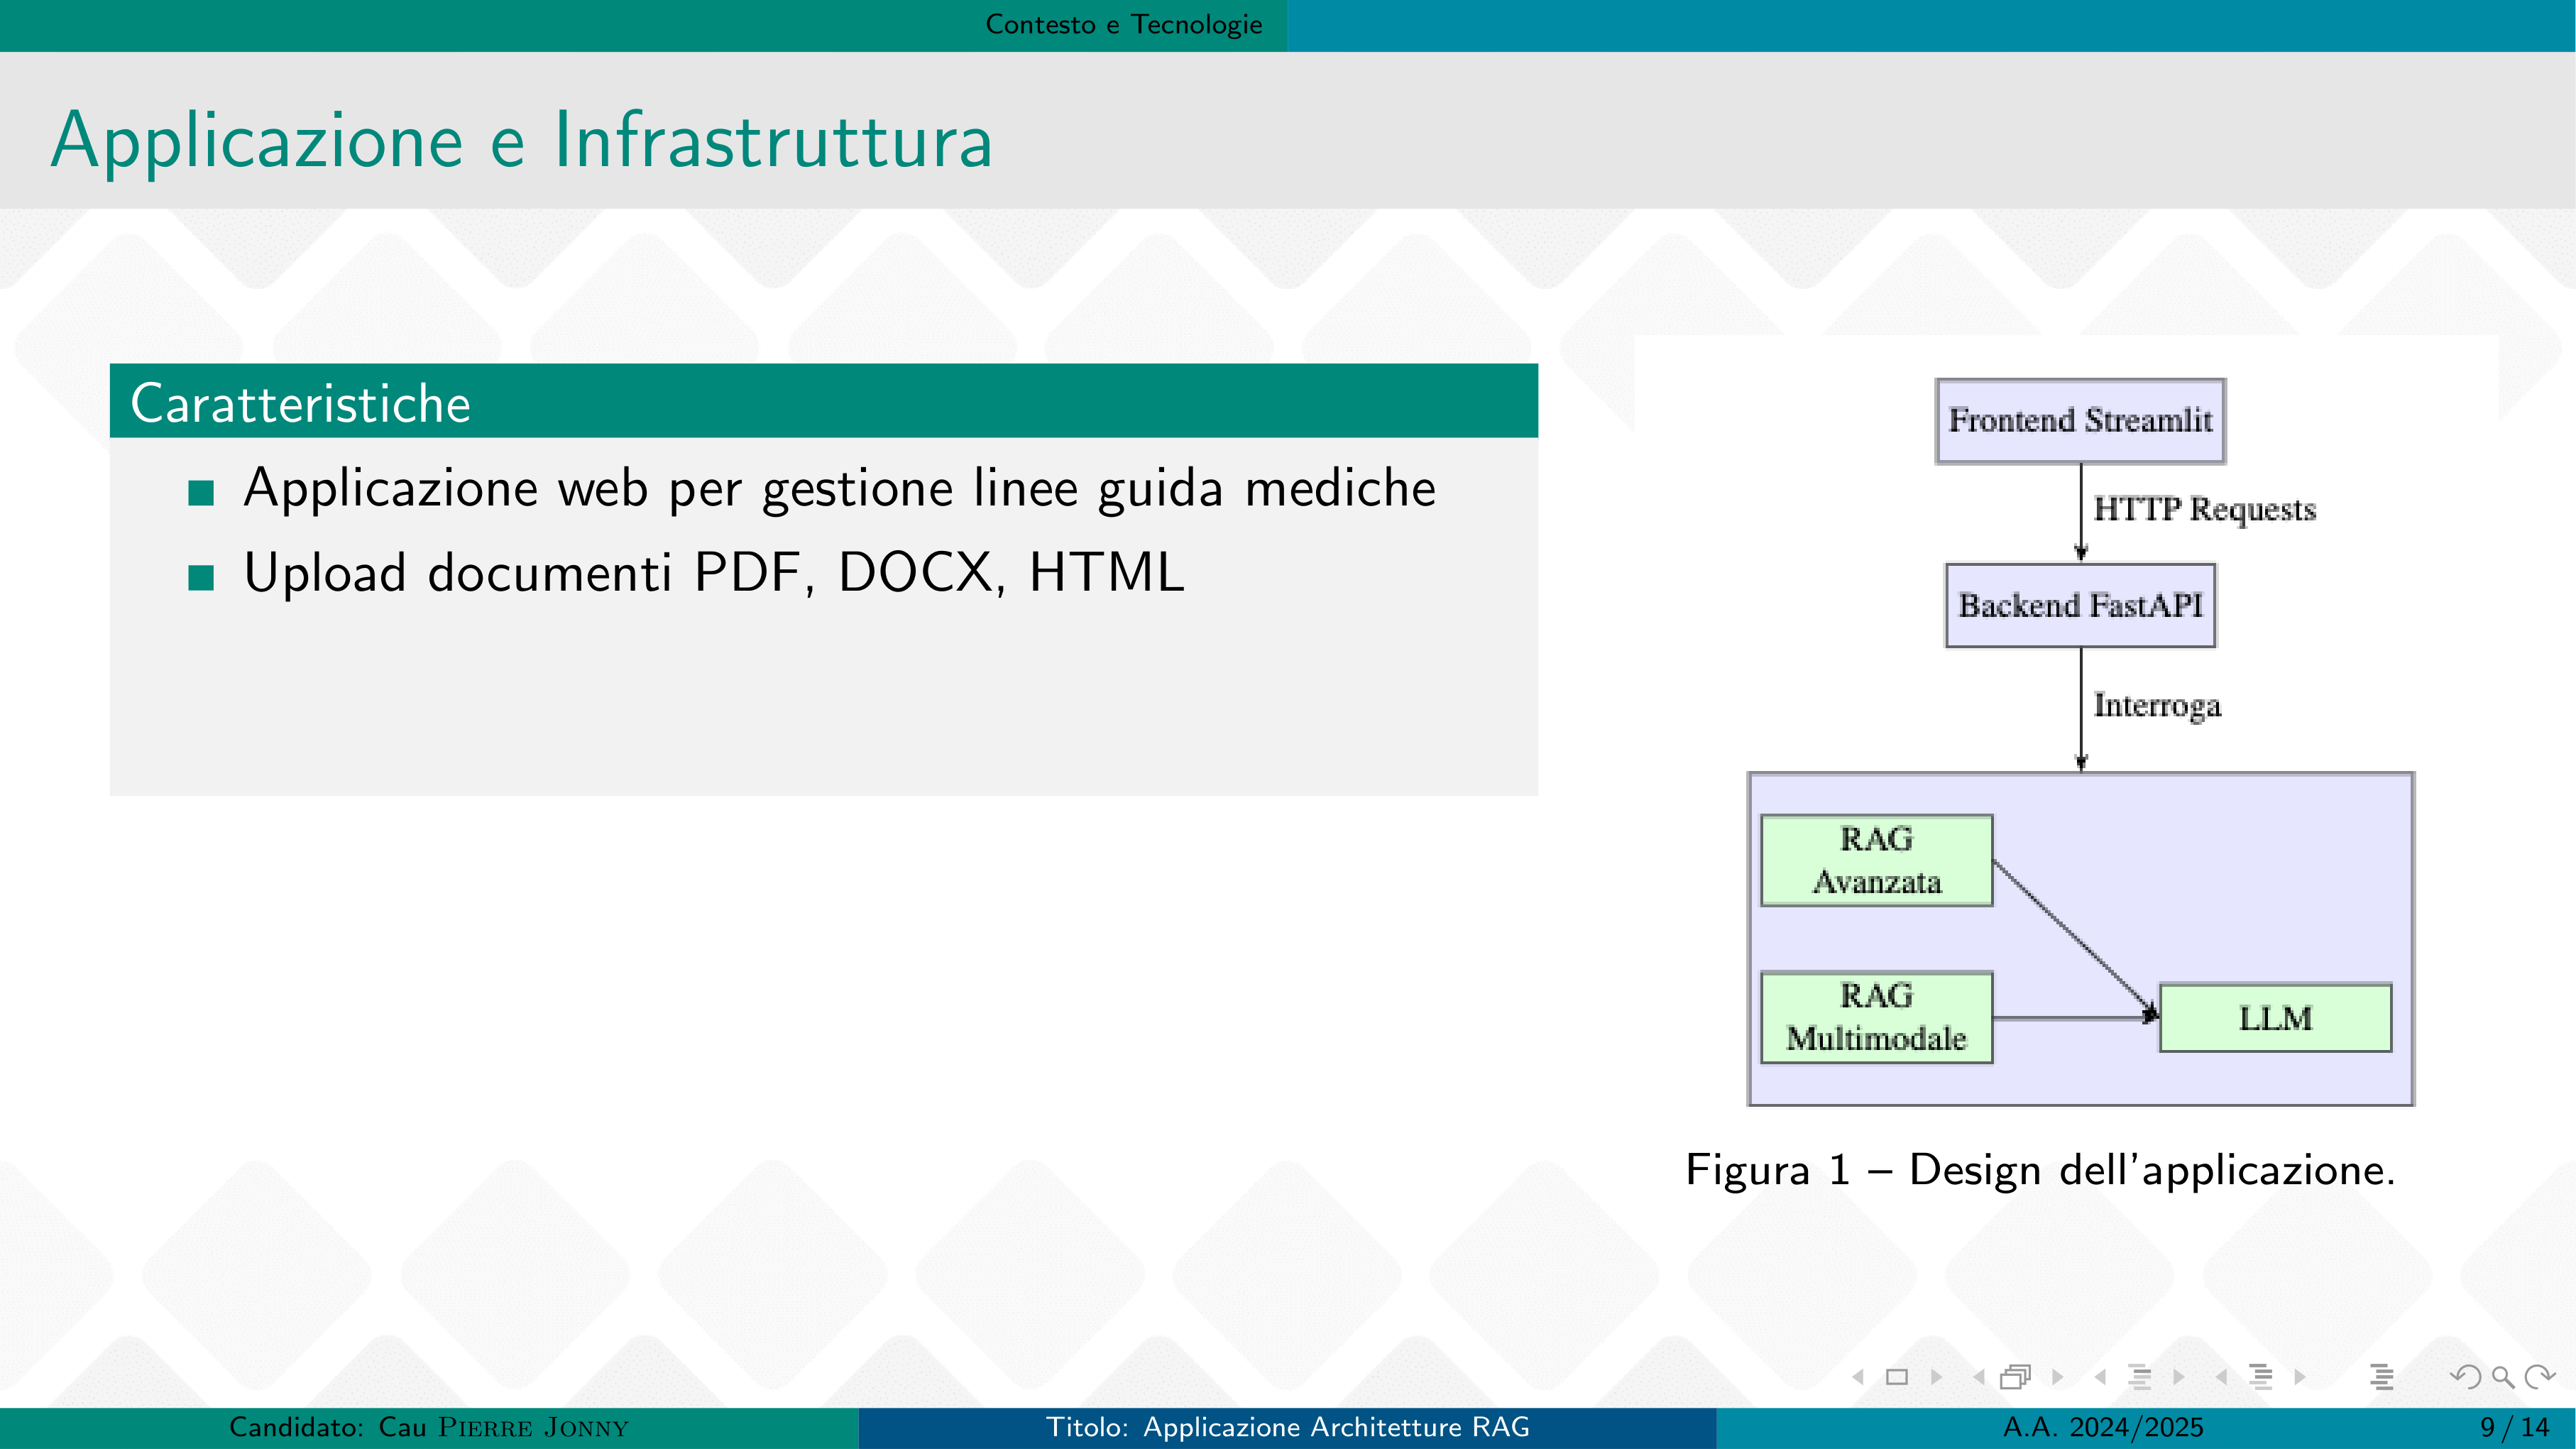 Contesto e Tecnologie
Applicazione e Infrastruttura
Caratteristiche
Applicazione web per gestione linee guida mediche
Upload documenti PDF, DOCX, HTML
Frontend Streamlit
HTTP Requests
Backend FastAPI
Interroga
RAG
Avanzata
RAG
Multimodale
LLM
Figura 1 – Design dell'applicazione.
Candidato: Cau Pierre Jonny
Titolo: Applicazione Architetture RAG
A.A. 2024/2025
9 / 14